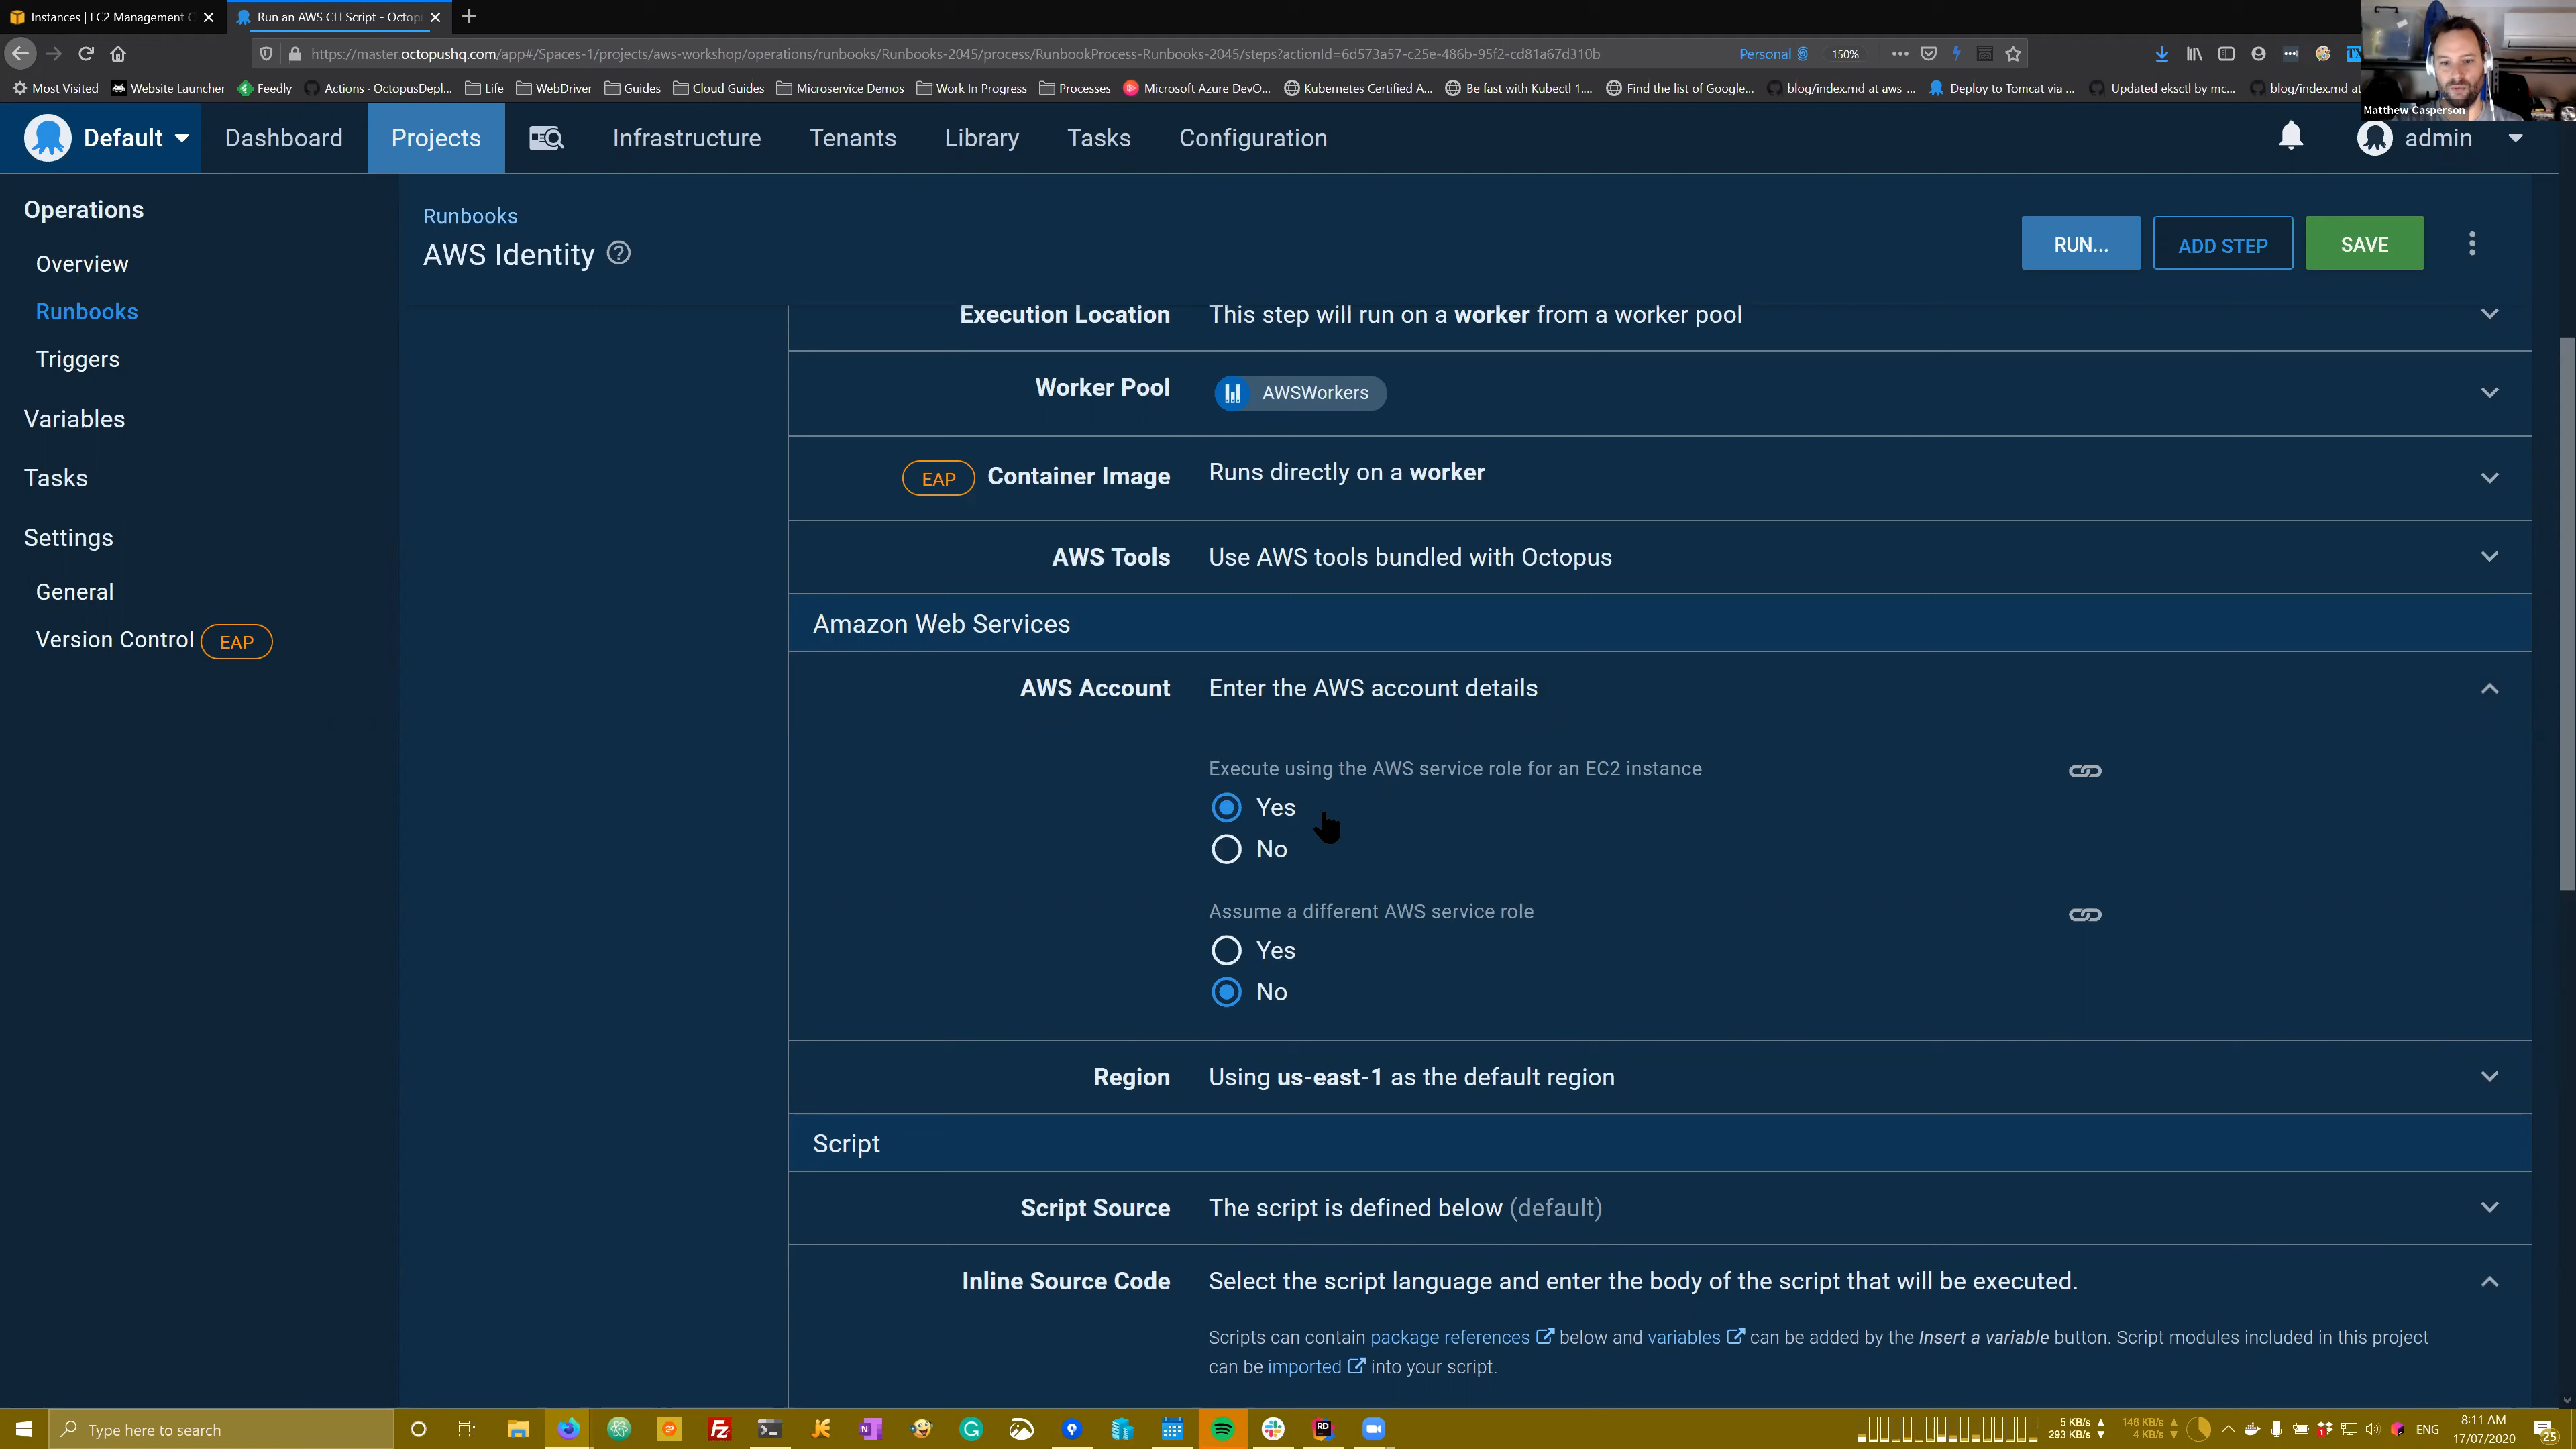 Instances | EC2 Management C
Run an AWS CLI Script - Octop
https://master.octopushq.com/app#/Spaces-1/projects/aws-workshop/operations/runbooks/Runbooks-2045/process/RunbookProcess-Runbooks-2045/steps?actionId=6d573a57-c25e-486b-95f2-cd81a67d310b
Personal
150%
Most Visited
Website Launcher
Feedly
Actions · OctopusDepl...
Life
WebDriver
Guides
Cloud Guides
Microservice Demos
Work In Progress
Processes
Microsoft Azure DevO...
Kubernetes Certified A...
Be fast with Kubectl 1....
Find the list of Google...
blog/index.md at aws-...
Deploy to Tomcat via ...
Updated eksctl by mc...
blog/index.md at
Matthew Casperson
Default
Dashboard
Projects
Infrastructure
Tenants
Library
Tasks
Configuration
admin
Operations
Overview
Runbooks
Triggers
Variables
Tasks
Settings
General
Version Control EAP
Runbooks
AWS Identity
RUN...
ADD STEP
SAVE
Execution Location This step will run on a worker from a worker pool
Worker Pool AWSWorkers
EAP Container Image Runs directly on a worker
AWS Tools Use AWS tools bundled with Octopus
Amazon Web Services
AWS Account Enter the AWS account details
Execute using the AWS service role for an EC2 instance
Yes
No
Assume a different AWS service role
Yes
No
Region Using us-east-1 as the default region
Script
Script Source The script is defined below (default)
Inline Source Code Select the script language and enter the body of the script that will be executed.
Scripts can contain package references below and variables can be added by the Insert a variable button. Script modules included in this project
can be imported into your script.
Type here to search
5 KB/s
293 KB/s
146 KB/s
4 KB/s
ENG
8:11 AM
17/07/2020
25